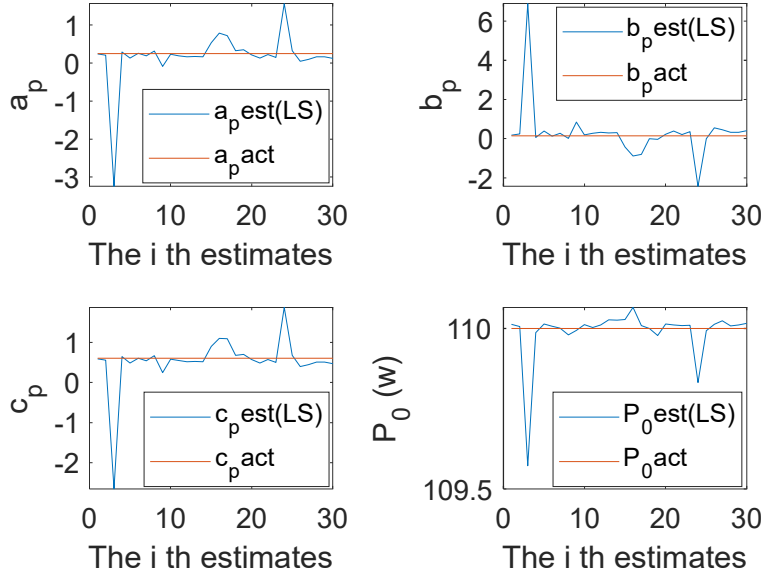 a_p
1
0
-1
-2
-3
0 10 20 30
The i th estimates
a_p est(LS)
a_p act
b_p
6
4
2
0
-2
0 10 20 30
The i th estimates
b_p est(LS)
b_p act
c_p
1
0
-1
-2
0 10 20 30
The i th estimates
c_p est(LS)
c_p act
P_0 (w)
110
109.5
0 10 20 30
The i th estimates
P_0 est(LS)
P_0 act